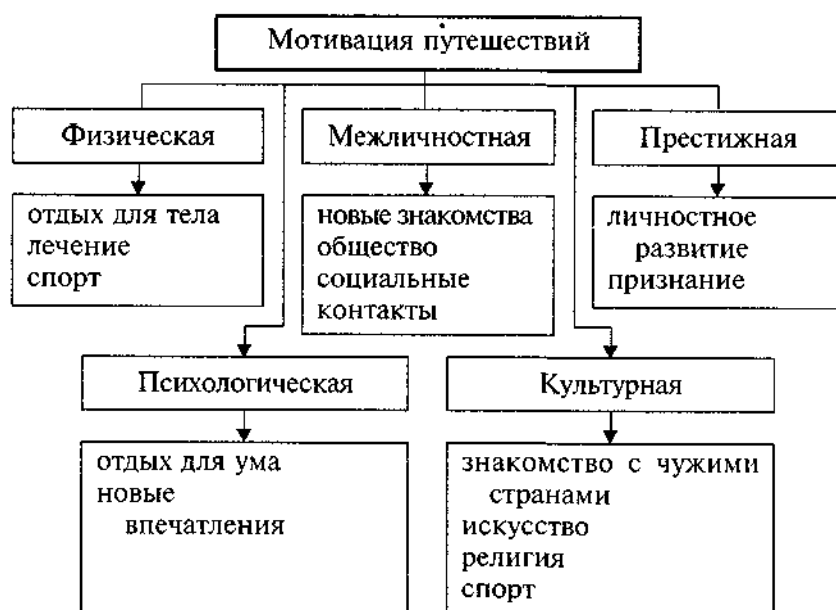 Мотивация путешествий
Физическая
Межличностная
Престижная
отдых для тела
лечение
спорт
новые знакомства
общество
социальные
контакты
личностное
развитие
признание
Психологическая
Культурная
отдых для ума
новые
впечатления
знакомство с чужими
странами
искусство
религия
спорт